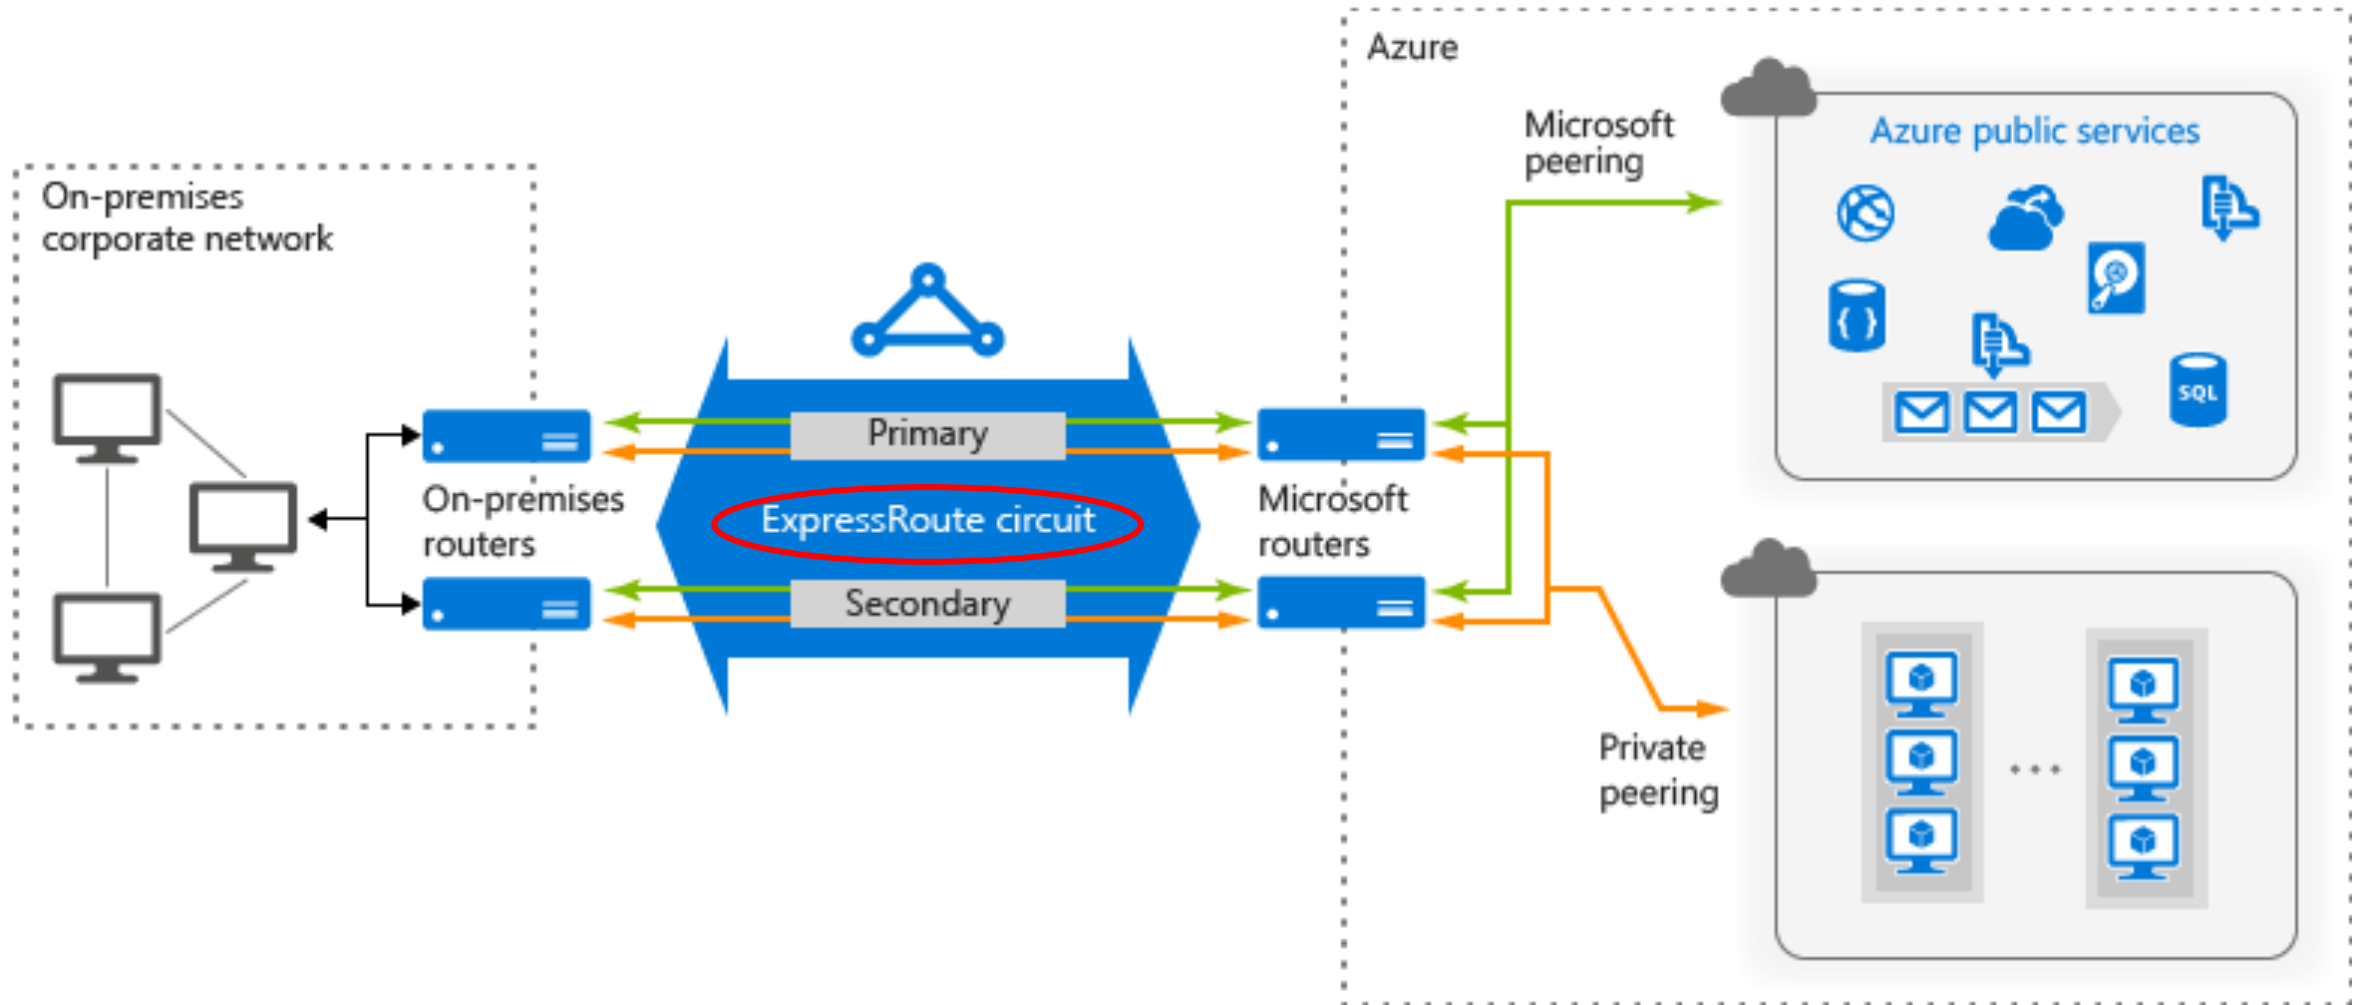 Azure
Microsoft
peering
Azure public services
On-premises
corporate network
Primary
On-premises
routers
ExpressRoute circuit
Microsoft
routers
Secondary
{ }
SQL
Private
peering
...